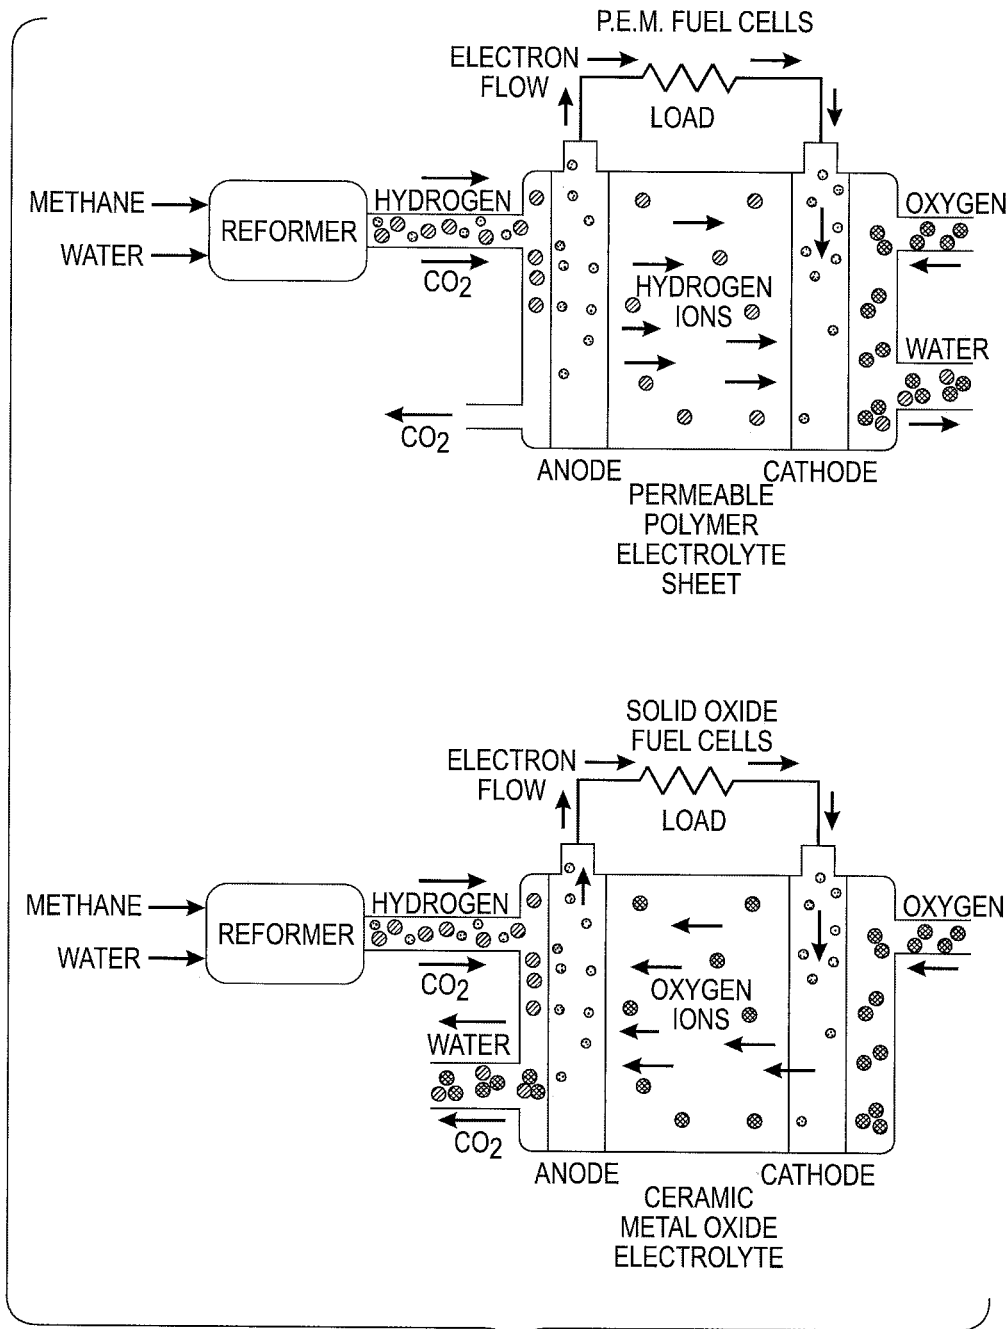 P.E.M. FUEL CELLS
ELECTRON
FLOW
LOAD
METHANE
WATER
REFORMER
HYDROGEN
CO2
OXYGEN
HYDROGEN
IONS
WATER
CO2
ANODE
CATHODE
PERMEABLE
POLYMER
ELECTROLYTE
SHEET
SOLID OXIDE
FUEL CELLS
ELECTRON
FLOW
LOAD
METHANE
WATER
REFORMER
HYDROGEN
CO2
OXYGEN
OXYGEN
IONS
WATER
CO2
ANODE
CATHODE
CERAMIC
METAL OXIDE
ELECTROLYTE